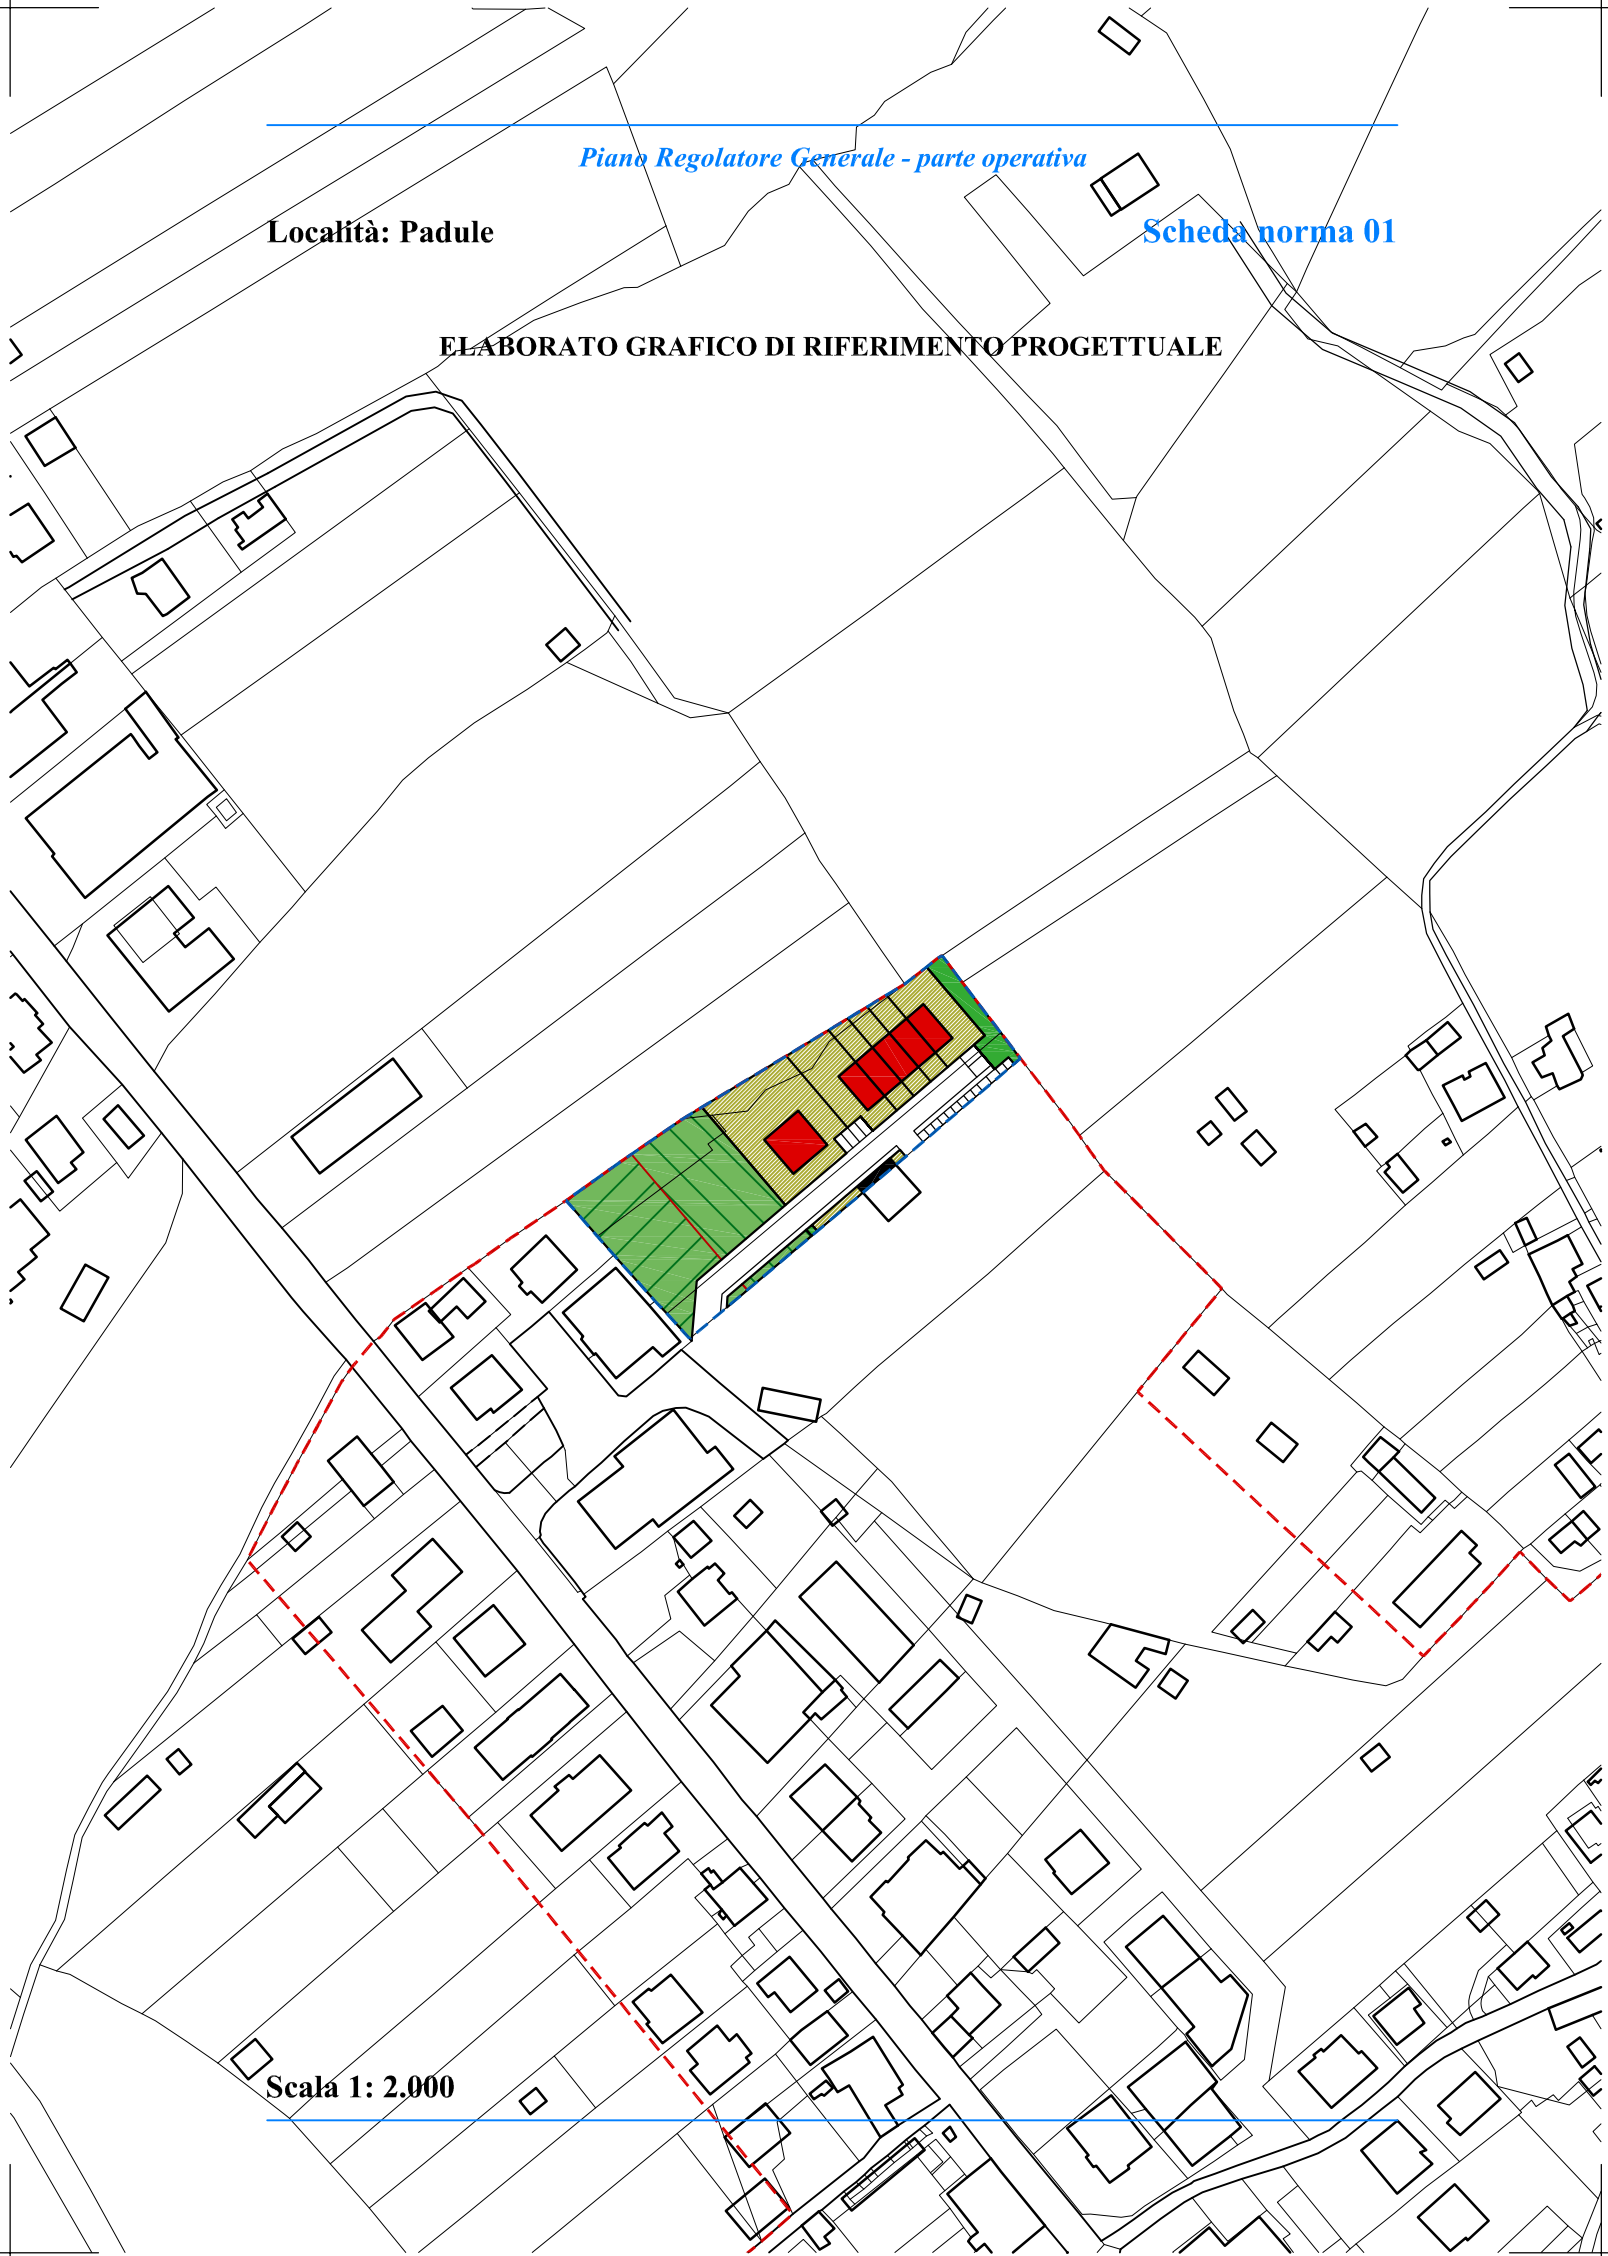 Piano Regolatore Generale - parte operativa
Località: Padule
Scheda norma 01
ELABORATO GRAFICO DI RIFERIMENTO PROGETTUALE
Scala 1: 2.000